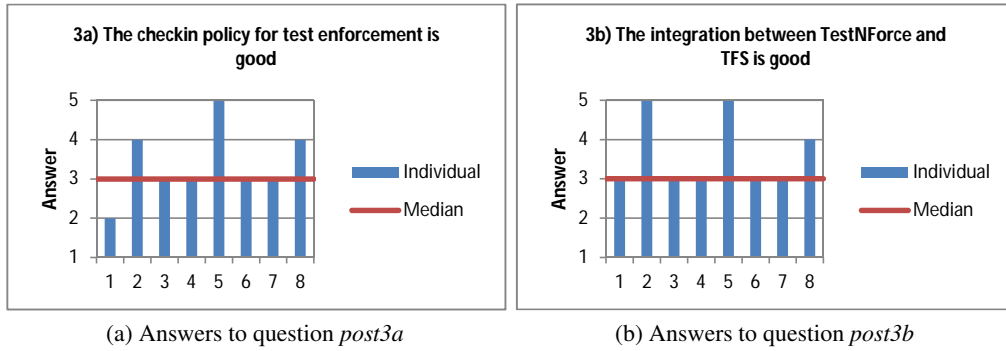 3a) The checkin policy for test enforcement is
good
5
4
3
2
1
Answer
1 2 3 4 5 6 7 8
Individual
Median
(a) Answers to question post3a
3b) The integration between TestNForce and
TFS is good
5
4
3
2
1
Answer
1 2 3 4 5 6 7 8
Individual
Median
(b) Answers to question post3b